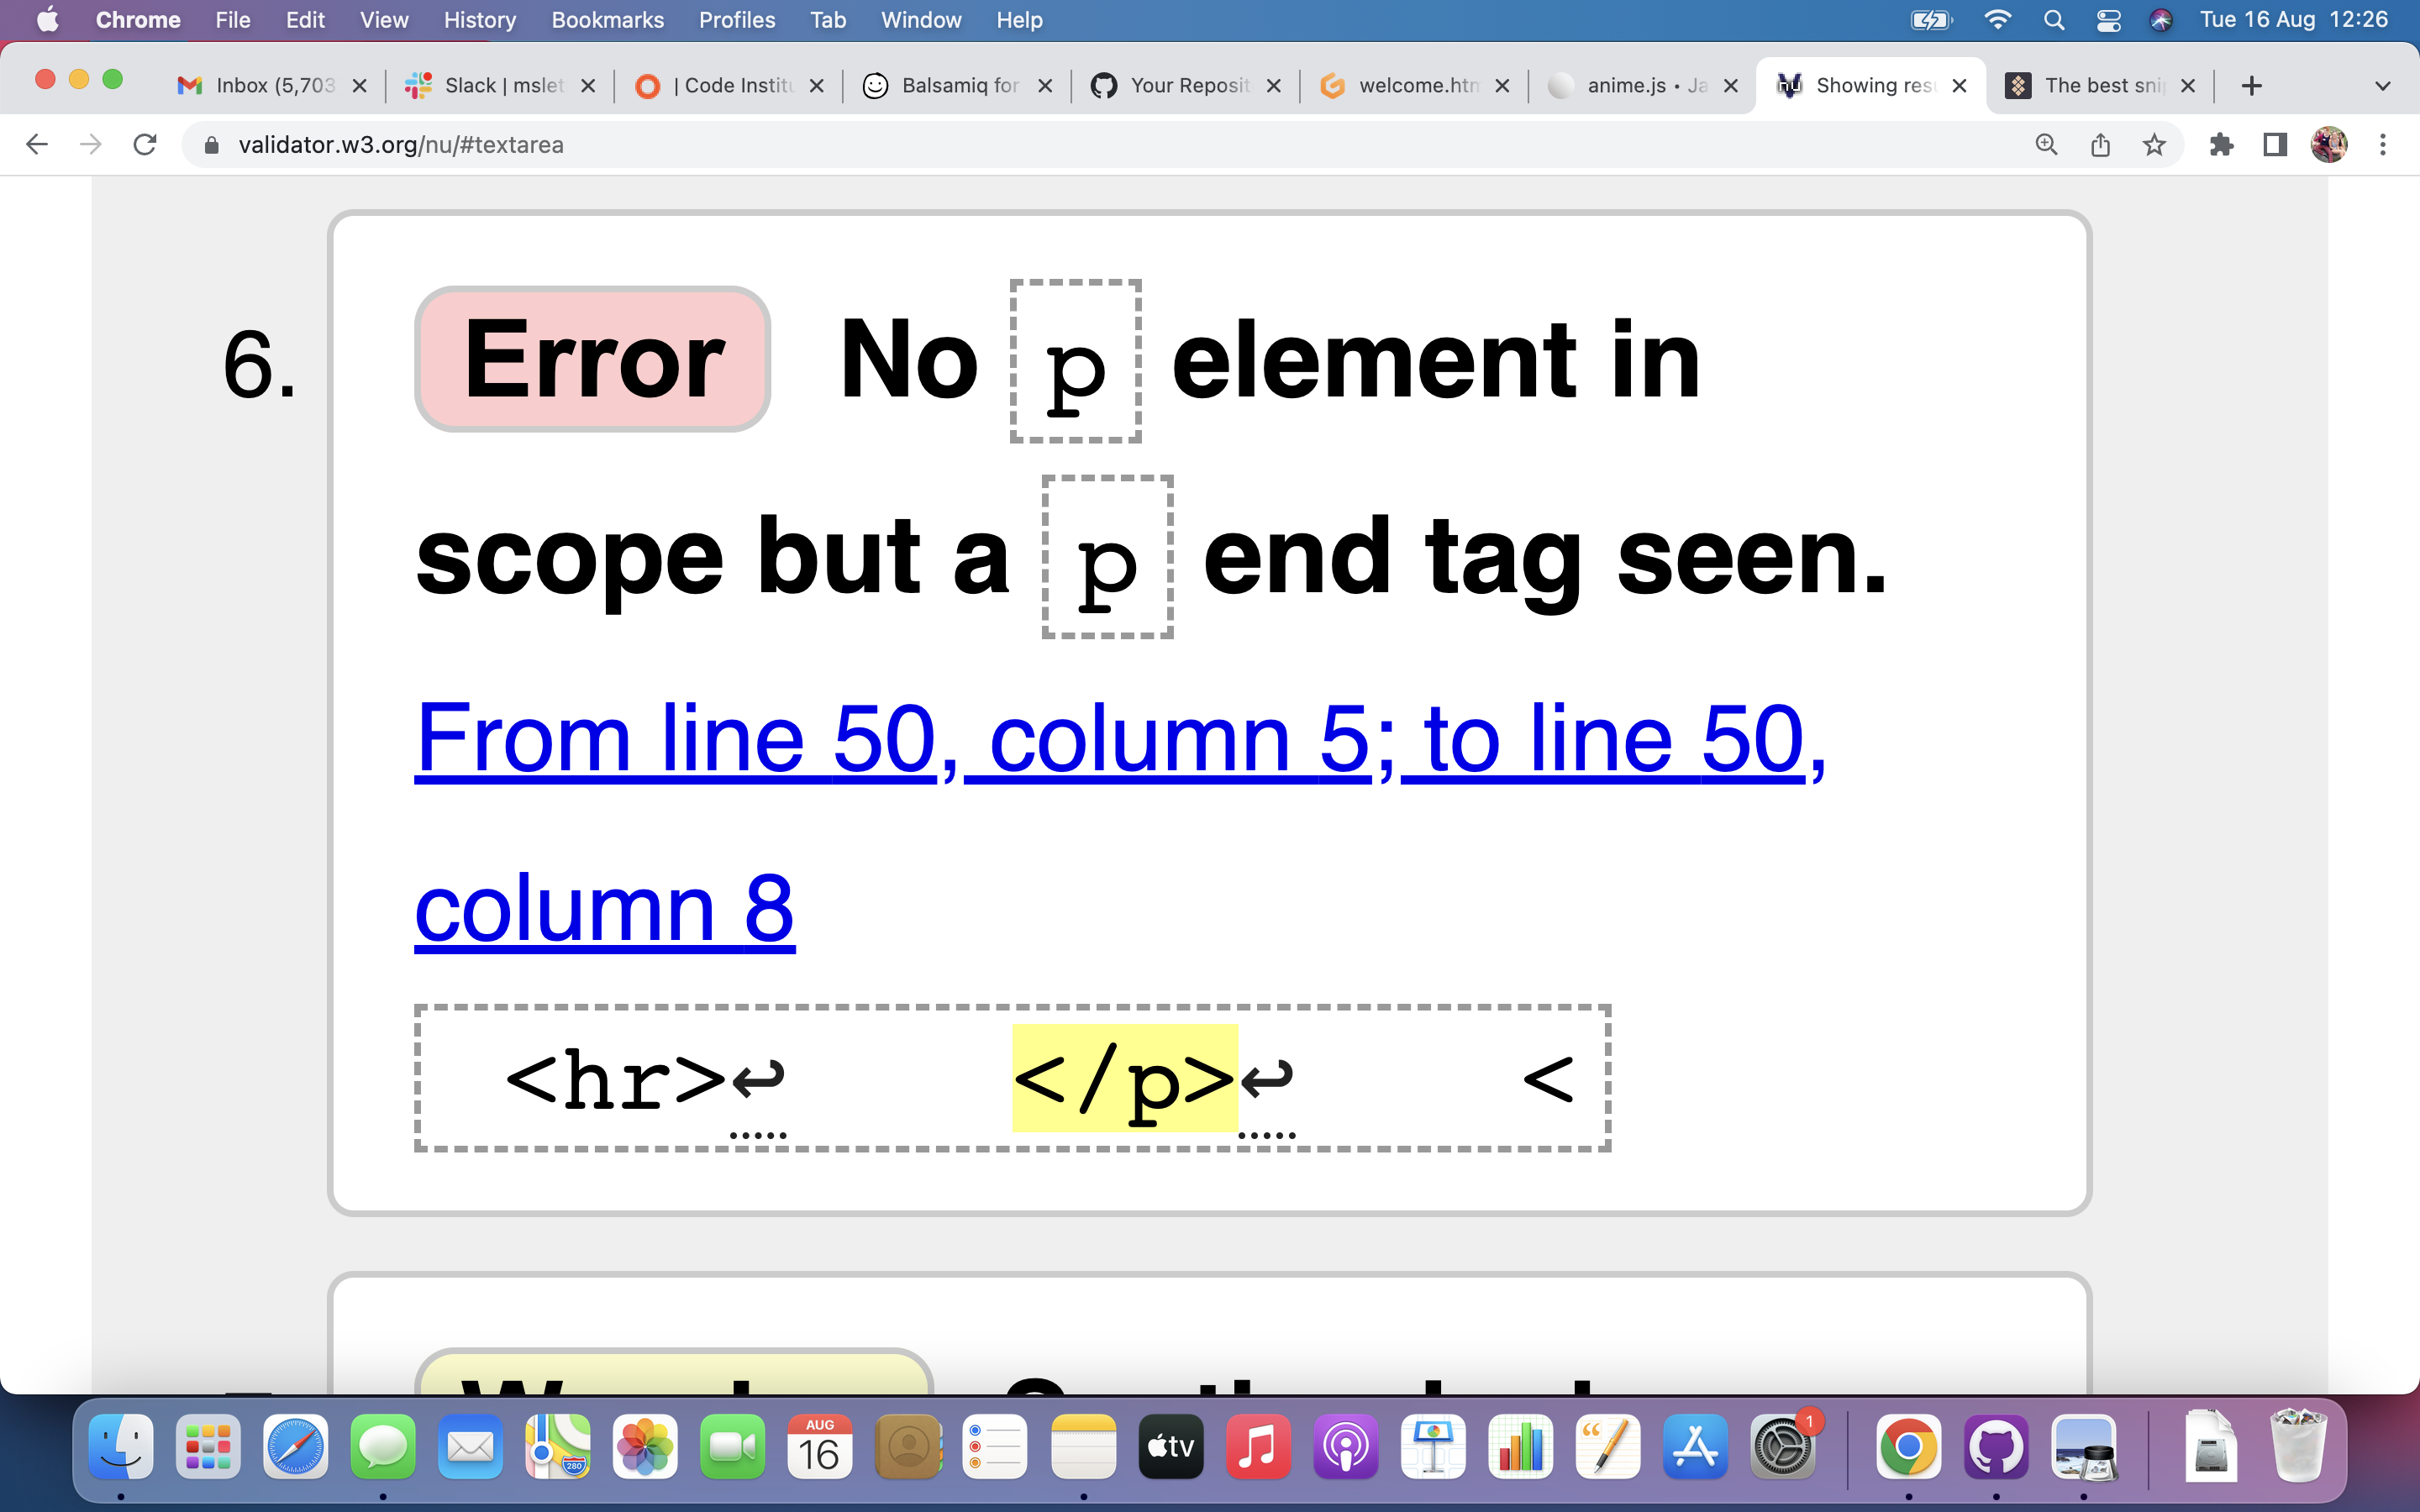 Chrome File Edit View History Bookmarks Profiles Tab Window Help Tue 16 Aug 12:26
Inbox (5,703 Slack | mslet | Code Institu Balsamiq for Your Reposit welcome.htm anime.js • Ja Showing resu The best snip
validator.w3.org/nu/#textarea
6. Error No p element in
scope but a p end tag seen.
From line 50, column 5; to line 50,
column 8
<hr>↩ </p>↩ <
AUG
16
280
tv
1